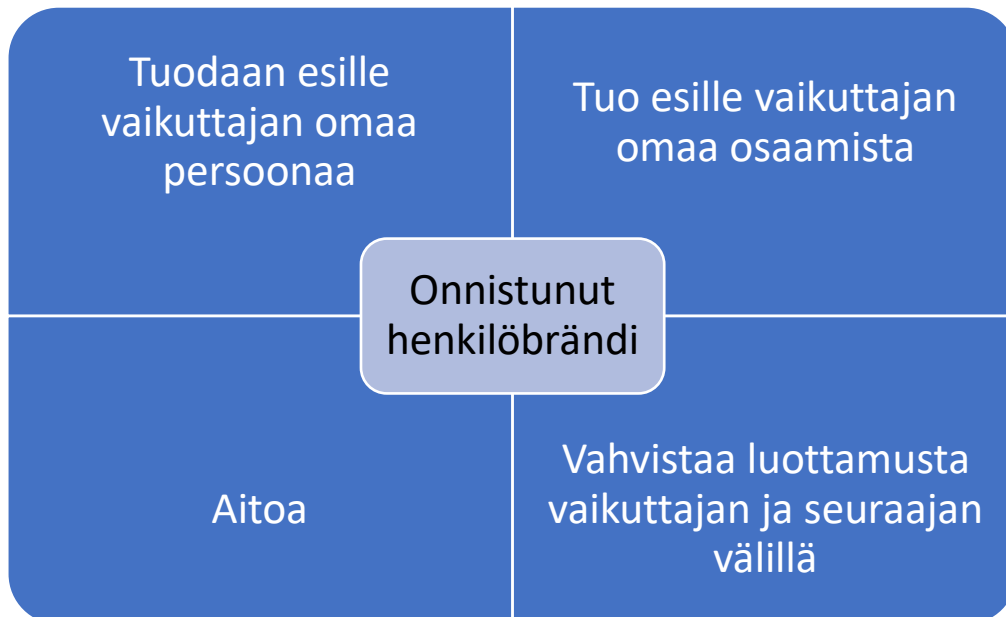 Tuodaan esille
vaikuttajan omaa
persoonaa
Tuo esille vaikuttajan
omaa osaamista
Onnistunut
henkilöbrändi
Aitoa
Vahvistaa luottamusta
vaikuttajan ja seuraajan
välillä